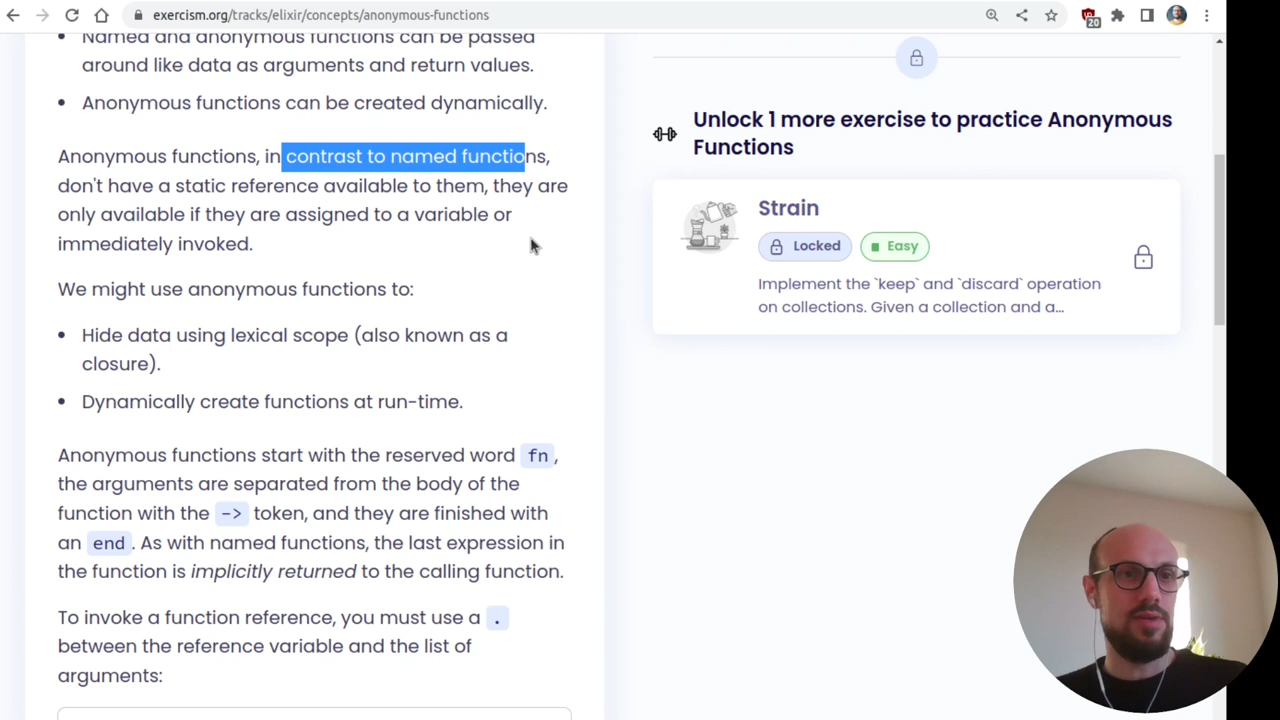 exercism.org/tracks/elixir/concepts/anonymous-functions
20
• Named and anonymous functions can be passed
around like data as arguments and return values.
• Anonymous functions can be created dynamically.
Anonymous functions, in contrast to named functions,
don't have a static reference available to them, they are
only available if they are assigned to a variable or
immediately invoked.
We might use anonymous functions to:
• Hide data using lexical scope (also known as a
closure).
• Dynamically create functions at run-time.
Anonymous functions start with the reserved word fn,
the arguments are separated from the body of the
function with the -> token, and they are finished with
an end. As with named functions, the last expression in
the function is implicitly returned to the calling function.
To invoke a function reference, you must use a .
between the reference variable and the list of
arguments:
Unlock 1 more exercise to practice Anonymous
Functions
Strain
Locked Easy
Implement the `keep` and `discard` operation
on collections. Given a collection and a...